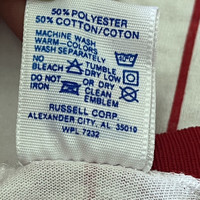 50% POLYESTER
50% COTTON/COTON
MACHINE WASH
WARM-COLORS
WASH SEPARATELY
NO TUMBLE
BLEACH DRY LOW
DO NOT OR DRY
IRON CLEAN
EMBLEM
RUSSELL CORP.
ALEXANDER CITY, AL 35010
WPL 7232